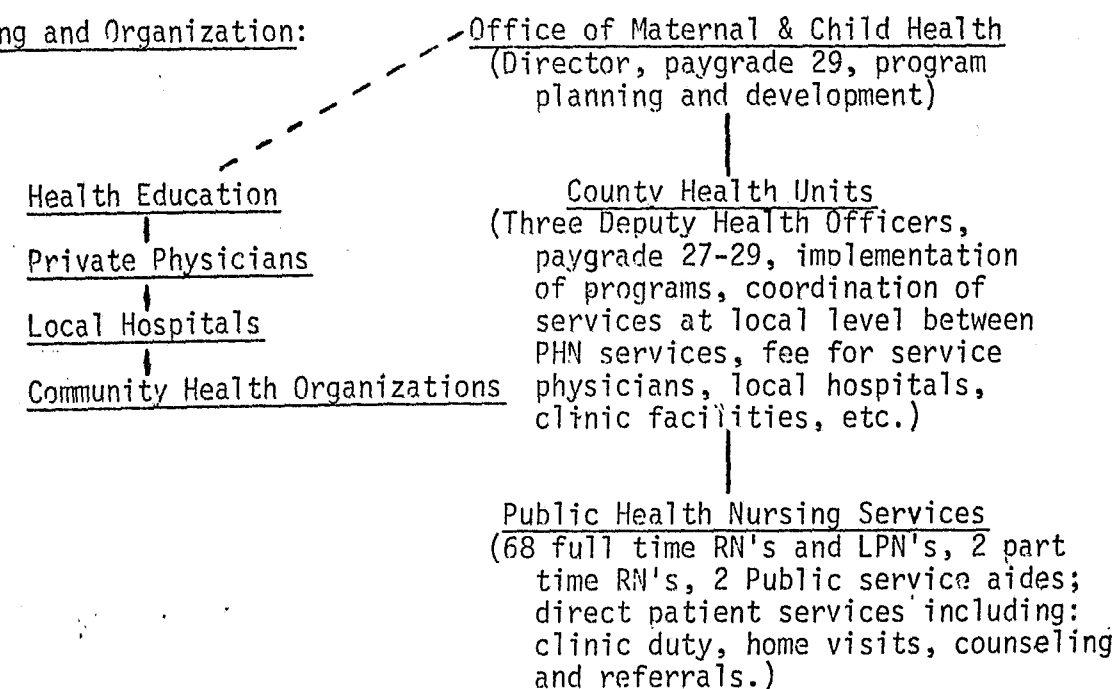 ng and Organization:
Office of Maternal & Child Health
(Director, paygrade 29, program
planning and development)
Health Education
Private Physicians
Local Hospitals
Community Health Organizations
County Health Units
(Three Deputy Health Officers,
paygrade 27-29, implementation
of programs, coordination of
services at local level between
PHN services, fee for service
physicians, local hospitals,
clinic facilities, etc.)
Public Health Nursing Services
(68 full time RN's and LPN's, 2 part
time RN's, 2 Public service aides;
direct patient services including:
clinic duty, home visits, counseling
and referrals.)